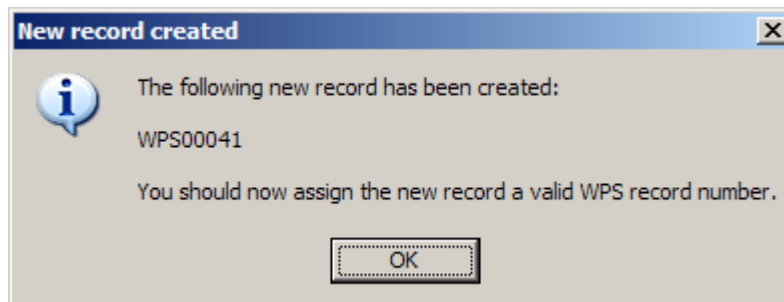 New record created
The following new record has been created:
WPS00041
You should now assign the new record a valid WPS record number.
OK